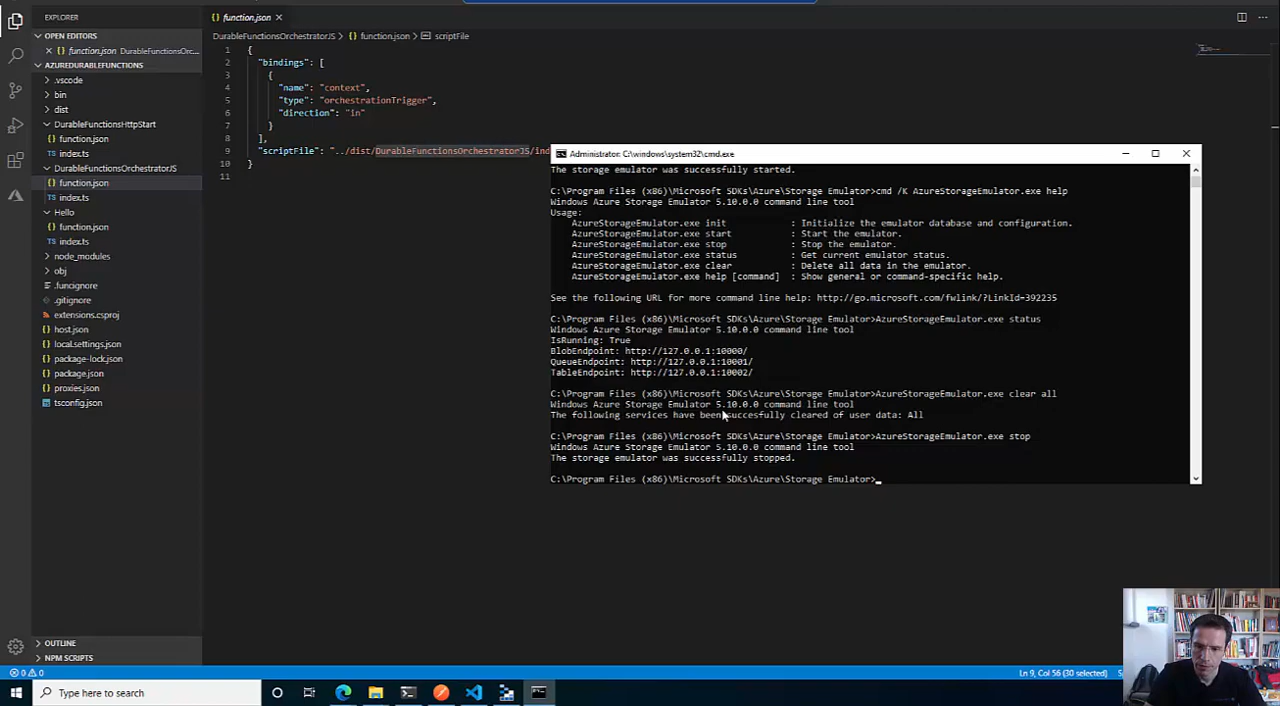 EXPLORER
OPEN EDITORS
function.json DurableFunctionsOrc...
AZUREDURABLEFUNCTIONS
.vscode
bin
dist
DurableFunctionsHttpStart
function.json
index.ts
DurableFunctionsOrchestratorJS
function.json
index.ts
Hello
function.json
index.ts
node_modules
obj
.funcignore
.gitignore
extensions.csproj
host.json
local.settings.json
package-lock.json
package.json
proxies.json
tsconfig.json
OUTLINE
NPM SCRIPTS
function.json
DurableFunctionsOrchestratorJS > function.json > scriptFile
1 {
2 "bindings": [
3 {
4 "name": "context",
5 "type": "orchestrationTrigger",
6 "direction": "in"
7 }
8 ],
9 "scriptFile": "../dist/DurableFunctionsOrchestratorJS/ind
10 }
11
Administrator: C:\windows\system32\cmd.exe
The storage emulator was successfully started.
C:\Program Files (x86)\Microsoft SDKs\Azure\Storage Emulator>cmd /K AzureStorageEmulator.exe help
Windows Azure Storage Emulator 5.10.0.0 command line tool
Usage:
AzureStorageEmulator.exe init : Initialize the emulator database and configuration.
AzureStorageEmulator.exe start : Start the emulator.
AzureStorageEmulator.exe stop : Stop the emulator.
AzureStorageEmulator.exe status : Get current emulator status.
AzureStorageEmulator.exe clear : Delete all data in the emulator.
AzureStorageEmulator.exe help [command] : Show general or command-specific help.
See the following URL for more command line help: http://go.microsoft.com/fwlink/?LinkId=392235
C:\Program Files (x86)\Microsoft SDKs\Azure\Storage Emulator>AzureStorageEmulator.exe status
Windows Azure Storage Emulator 5.10.0.0 command line tool
IsRunning: True
BlobEndpoint: http://127.0.0.1:10000/
QueueEndpoint: http://127.0.0.1:10001/
TableEndpoint: http://127.0.0.1:10002/
C:\Program Files (x86)\Microsoft SDKs\Azure\Storage Emulator>AzureStorageEmulator.exe clear all
Windows Azure Storage Emulator 5.10.0.0 command line tool
The following services have been succesfully cleared of user data: All
C:\Program Files (x86)\Microsoft SDKs\Azure\Storage Emulator>AzureStorageEmulator.exe stop
Windows Azure Storage Emulator 5.10.0.0 command line tool
The storage emulator was successfully stopped.
C:\Program Files (x86)\Microsoft SDKs\Azure\Storage Emulator>
0 0
Ln 9, Col 56 (30 selected)
Type here to search